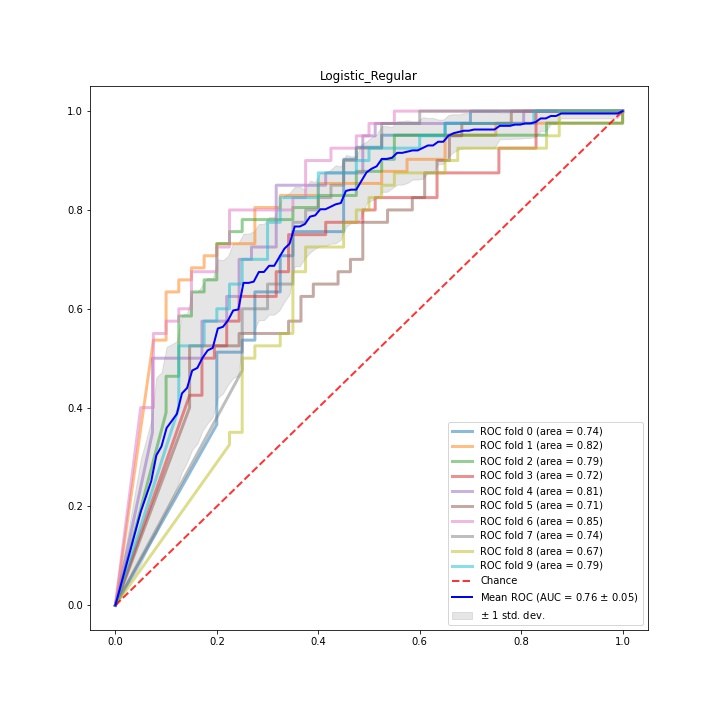 Logistic_Regular
1.0
0.8
0.6
0.4
0.2
0.0
0.0 0.2 0.4 0.6 0.8 1.0
ROC fold 0 (area = 0.74)
ROC fold 1 (area = 0.82)
ROC fold 2 (area = 0.79)
ROC fold 3 (area = 0.72)
ROC fold 4 (area = 0.81)
ROC fold 5 (area = 0.71)
ROC fold 6 (area = 0.85)
ROC fold 7 (area = 0.74)
ROC fold 8 (area = 0.67)
ROC fold 9 (area = 0.79)
Chance
Mean ROC (AUC = 0.76 ± 0.05)
± 1 std. dev.